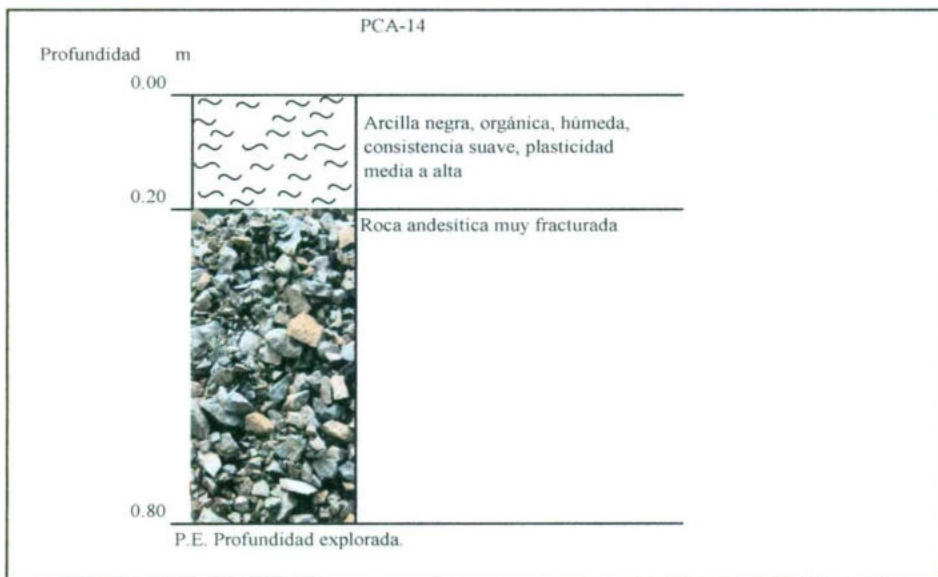 PCA-14
Profundidad m
0.00
Arcilla negra, orgánica, húmeda,
consistencia suave, plasticidad
media a alta
0.20
Roca andesítica muy fracturada
0.80
P.E. Profundidad explorada.